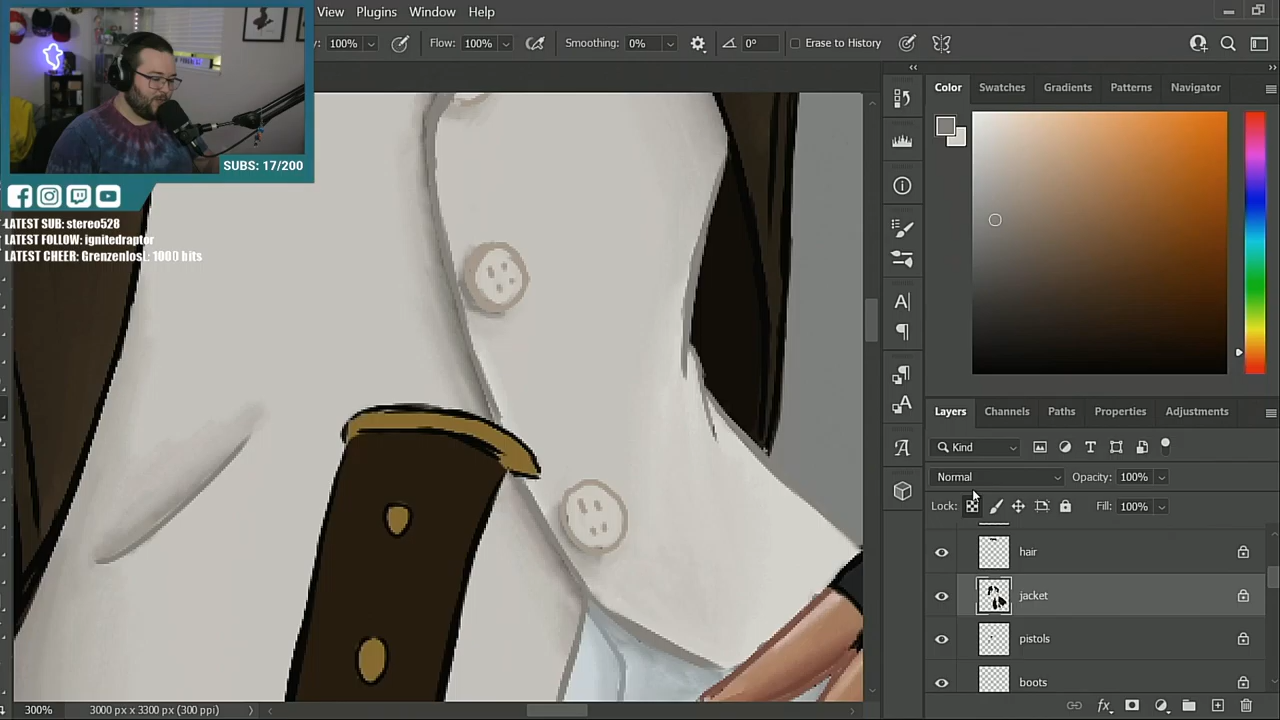 View Plugins Window Help
100% Flow: 100% Smoothing: 0% 0° Erase to History
SUBS: 17/200
LATEST SUB: stereo528
LATEST FOLLOW: ignitedraptor
LATEST CHEER: GrenzenlosL: 1000 bits
Color Swatches Gradients Patterns Navigator
Layers Channels Paths Properties Adjustments
Kind
Normal Opacity: 100%
Lock: Fill: 100%
hair
jacket
pistols
boots
300% 3000 px x 3300 px (300 ppi)